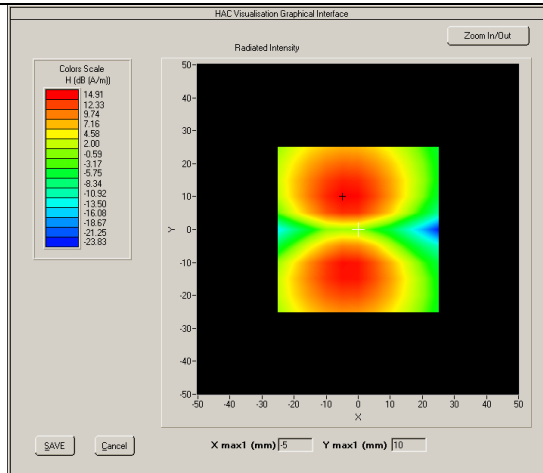 HAC Visualisation Graphical Interface
Zoom In/Out
Radiated Intensity
Colors Scale
H (dB (A/m))
14.91
12.33
9.74
7.16
4.58
2.00
-0.59
-3.17
-5.75
-8.34
-10.92
-13.50
-16.08
-18.67
-21.25
-23.83
50
40
30
20
10
Y 0
-10
-20
-30
-40
-50
-50 -40 -30 -20 -10 0 10 20 30 40 50
X
SAVE Cancel X max1 (mm) -5 Y max1 (mm) 10